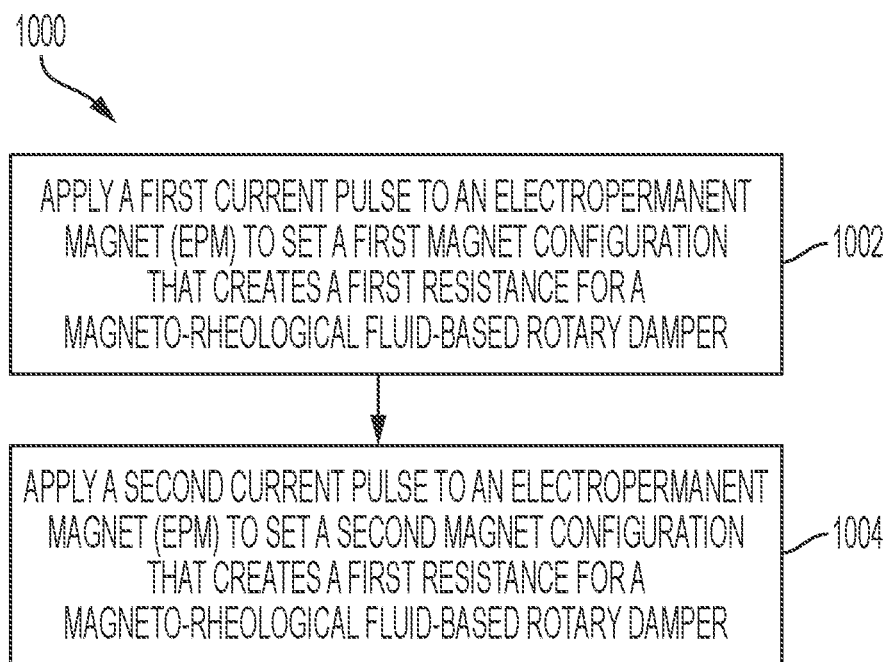 1000
APPLY A FIRST CURRENT PULSE TO AN ELECTROPERMANENT
MAGNET (EPM) TO SET A FIRST MAGNET CONFIGURATION
THAT CREATES A FIRST RESISTANCE FOR A
MAGNETO-RHEOLOGICAL FLUID-BASED ROTARY DAMPER
1002
APPLY A SECOND CURRENT PULSE TO AN ELECTROPERMANENT
MAGNET (EPM) TO SET A SECOND MAGNET CONFIGURATION
THAT CREATES A FIRST RESISTANCE FOR A
MAGNETO-RHEOLOGICAL FLUID-BASED ROTARY DAMPER
1004